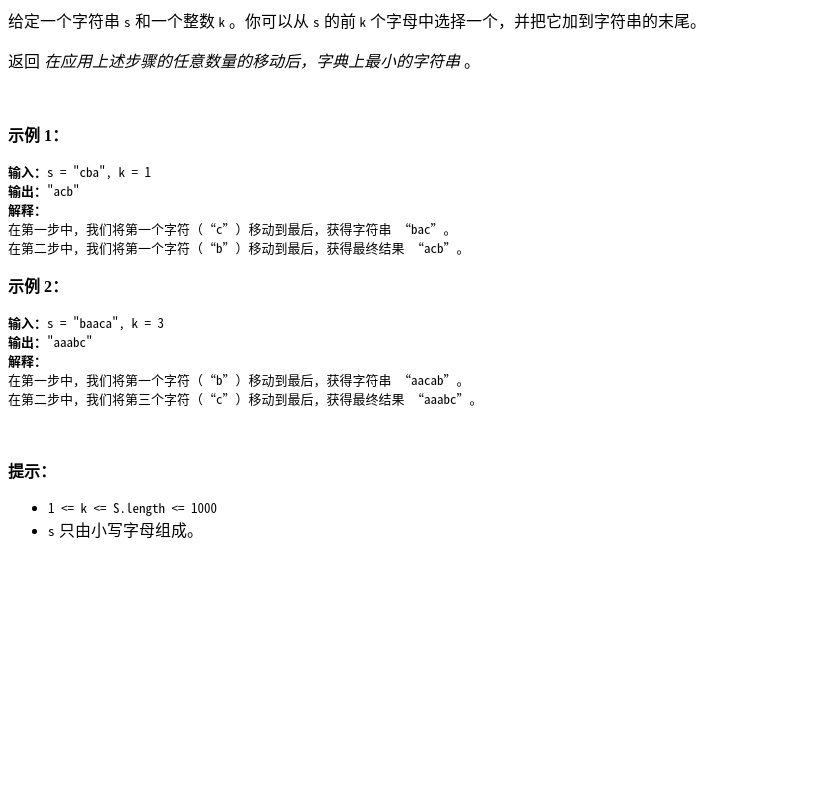 给定一个字符串 s 和一个整数 k 。你可以从 s 的前 k 个字母中选择一个，并把它加到字符串的末尾。
返回 在应用上述步骤的任意数量的移动后，字典上最小的字符串 。
示例 1：
输入：s = "cba", k = 1
输出："acb"
解释：
在第一步中，我们将第一个字符（“c”）移动到最后，获得字符串 “bac”。
在第二步中，我们将第一个字符（“b”）移动到最后，获得最终结果 “acb”。
示例 2：
输入：s = "baaca", k = 3
输出："aaabc"
解释：
在第一步中，我们将第一个字符（“b”）移动到最后，获得字符串 “aacab”。
在第二步中，我们将第三个字符（“c”）移动到最后，获得最终结果 “aaabc”。
提示：
• 1 <= k <= S.length <= 1000
• s 只由小写字母组成。